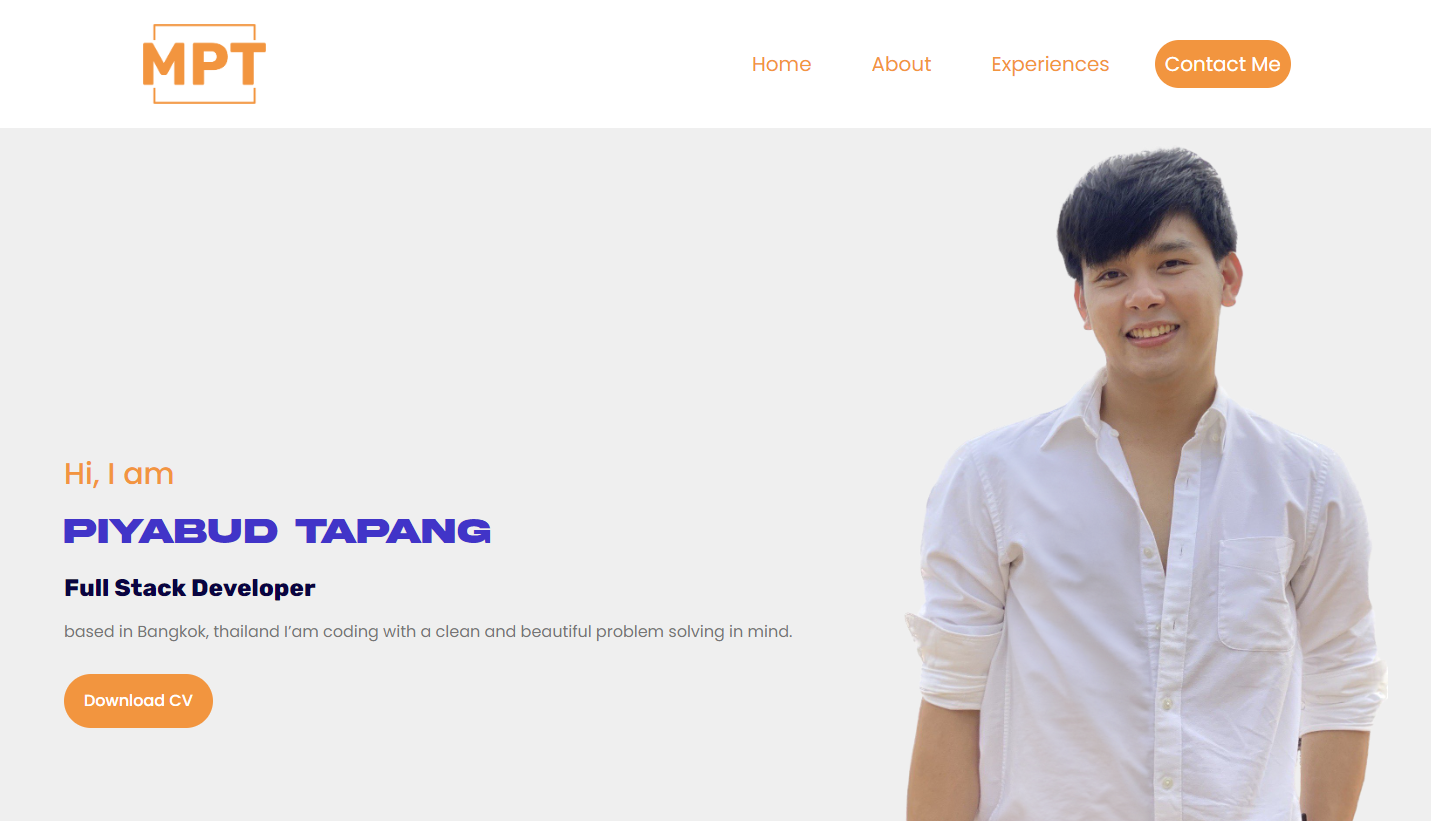 MPT
Home About Experiences Contact Me
Hi, I am
PIYABUD TAPANG
Full Stack Developer
based in Bangkok, thailand I’am coding with a clean and beautiful problem solving in mind.
Download CV